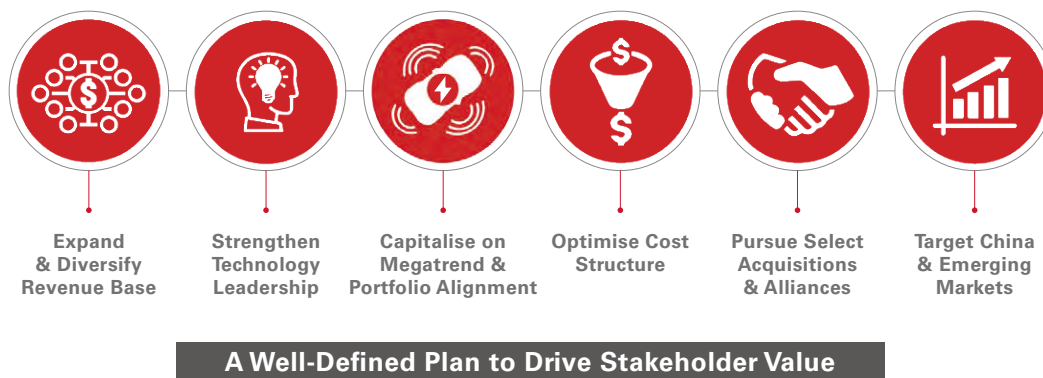 $
$
$
Expand
& Diversify
Revenue Base
Strengthen
Technology
Leadership
Capitalise on
Megatrend &
Portfolio Alignment
Optimise Cost
Structure
Pursue Select
Acquisitions
& Alliances
Target China
& Emerging
Markets
A Well-Defined Plan to Drive Stakeholder Value